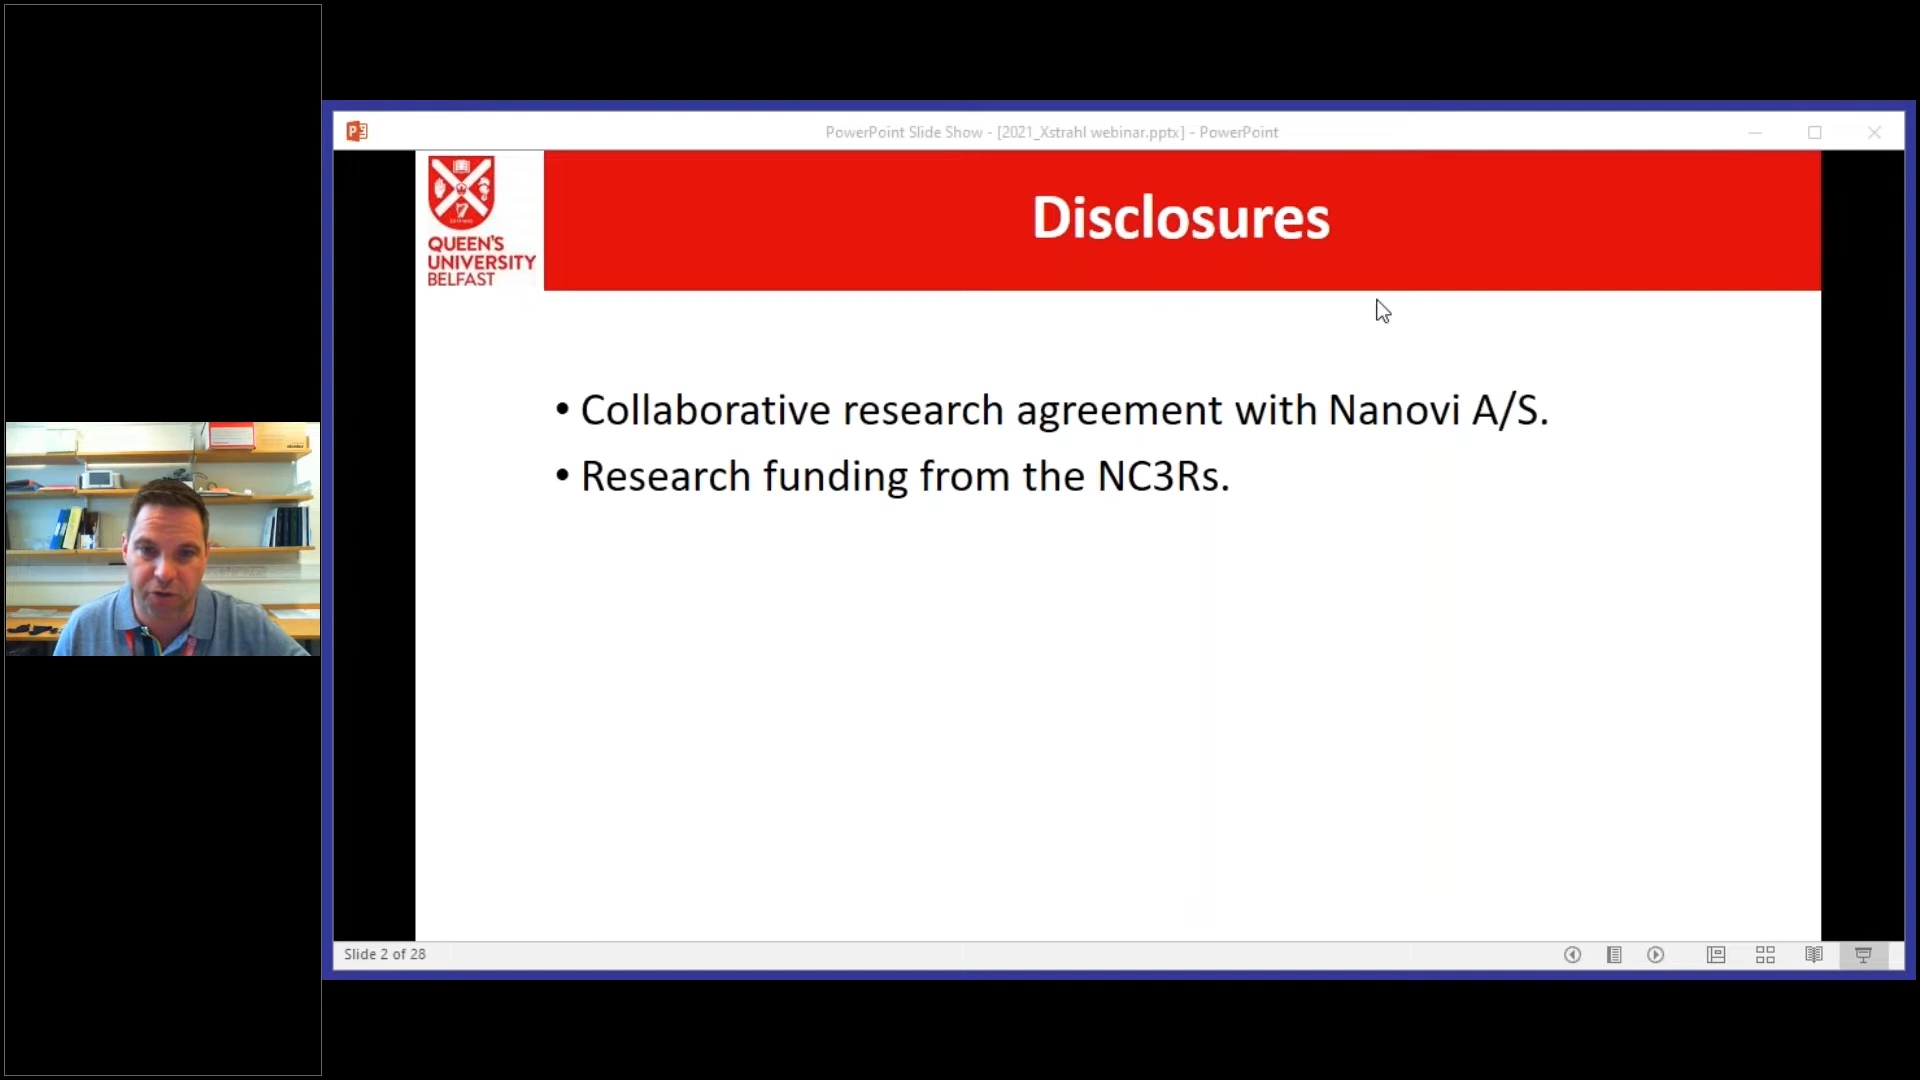 PowerPoint Slide Show - [2021_Xstrahl webinar.pptx] - PowerPoint
QUEEN'S
UNIVERSITY
BELFAST
Disclosures
• Collaborative research agreement with Nanovi A/S.
• Research funding from the NC3Rs.
Slide 2 of 28